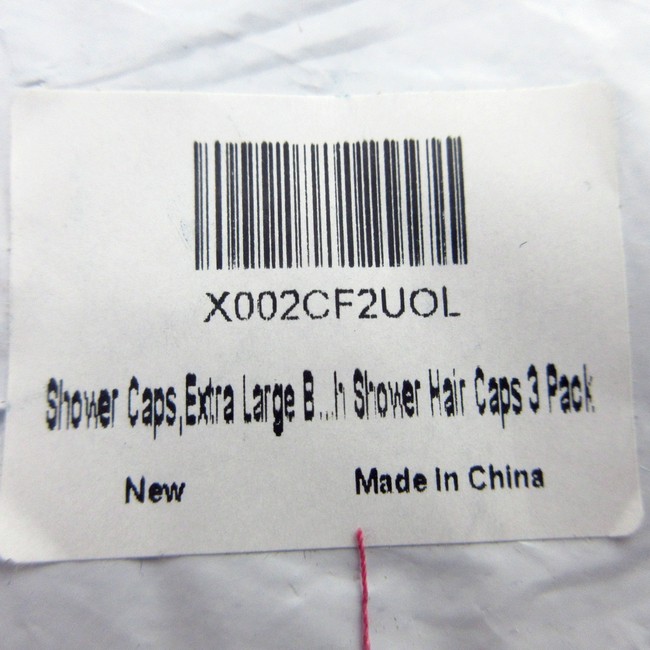 X002CF2UOL
Shower Caps,Extra Large B...h Shower Hair Caps 3 Pack
New Made In China